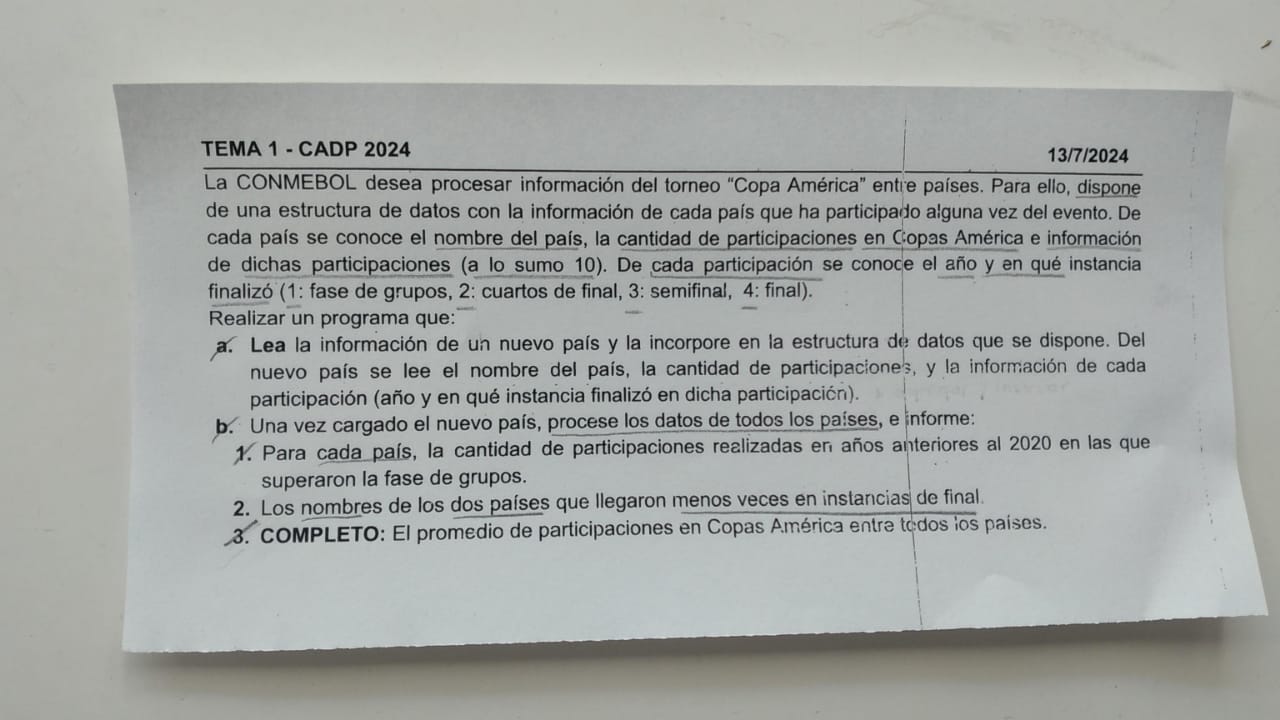 TEMA 1 - CADP 2024 13/7/2024
La CONMEBOL desea procesar información del torneo “Copa América” entre países. Para ello, dispone
de una estructura de datos con la información de cada país que ha participado alguna vez del evento. De
cada país se conoce el nombre del país, la cantidad de participaciones en Copas América e información
de dichas participaciones (a lo sumo 10). De cada participación se conoce el año y en qué instancia
finalizó (1: fase de grupos, 2: cuartos de final, 3: semifinal, 4: final).
Realizar un programa que:
a. Lea la información de un nuevo país y la incorpore en la estructura de datos que se dispone. Del
nuevo país se lee el nombre del país, la cantidad de participaciones, y la información de cada
participación (año y en qué instancia finalizó en dicha participación).
b. Una vez cargado el nuevo país, procese los datos de todos los países, e informe:
1. Para cada país, la cantidad de participaciones realizadas en años anteriores al 2020 en las que
superaron la fase de grupos.
2. Los nombres de los dos países que llegaron menos veces en instancias de final.
3. COMPLETO: El promedio de participaciones en Copas América entre todos los países.